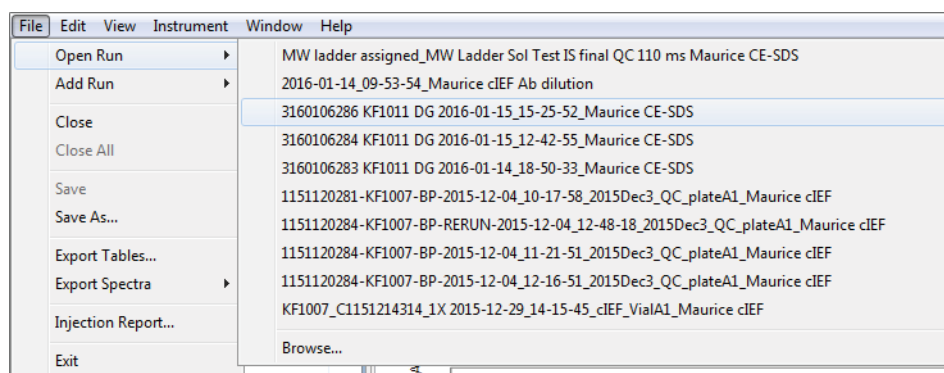 File Edit View Instrument Window Help
Open Run
Add Run
Close
Close All
Save
Save As...
Export Tables...
Export Spectra
Injection Report...
Exit
MW ladder assigned_MW Ladder Sol Test IS final QC 110 ms Maurice CE-SDS
2016-01-14_09-53-54_Maurice cIEF Ab dilution
3160106286 KF1011 DG 2016-01-15_15-25-52_Maurice CE-SDS
3160106284 KF1011 DG 2016-01-15_12-42-55_Maurice CE-SDS
3160106283 KF1011 DG 2016-01-14_18-50-33_Maurice CE-SDS
1151120281-KF1007-BP-2015-12-04_10-17-58_2015Dec3_QC_plateA1_Maurice cIEF
1151120284-KF1007-BP-RERUN-2015-12-04_12-48-18_2015Dec3_QC_plateA1_Maurice cIEF
1151120284-KF1007-BP-2015-12-04_11-21-51_2015Dec3_QC_plateA1_Maurice cIEF
1151120284-KF1007-BP-2015-12-04_12-16-51_2015Dec3_QC_plateA1_Maurice cIEF
KF1007_C1151214314_1X 2015-12-29_14-15-45_cIEF_VialA1_Maurice cIEF
Browse...